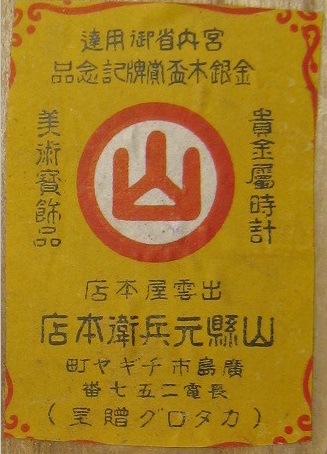 宮内省御用達
金銀木盃賞牌記念品
貴金屬時計
美術寳飾品
山
出雲屋本店
山縣元兵衛本店
廣島市チギヤ町
長電二五七番
(カタログ贈呈)